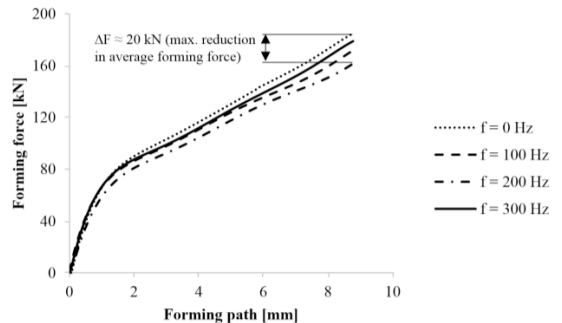 200
160
120
80
40
0
Forming force [kN]
ΔF ≈ 20 kN (max. reduction
in average forming force)
0 2 4 6 8 10
Forming path [mm]
f = 0 Hz
f = 100 Hz
f = 200 Hz
f = 300 Hz